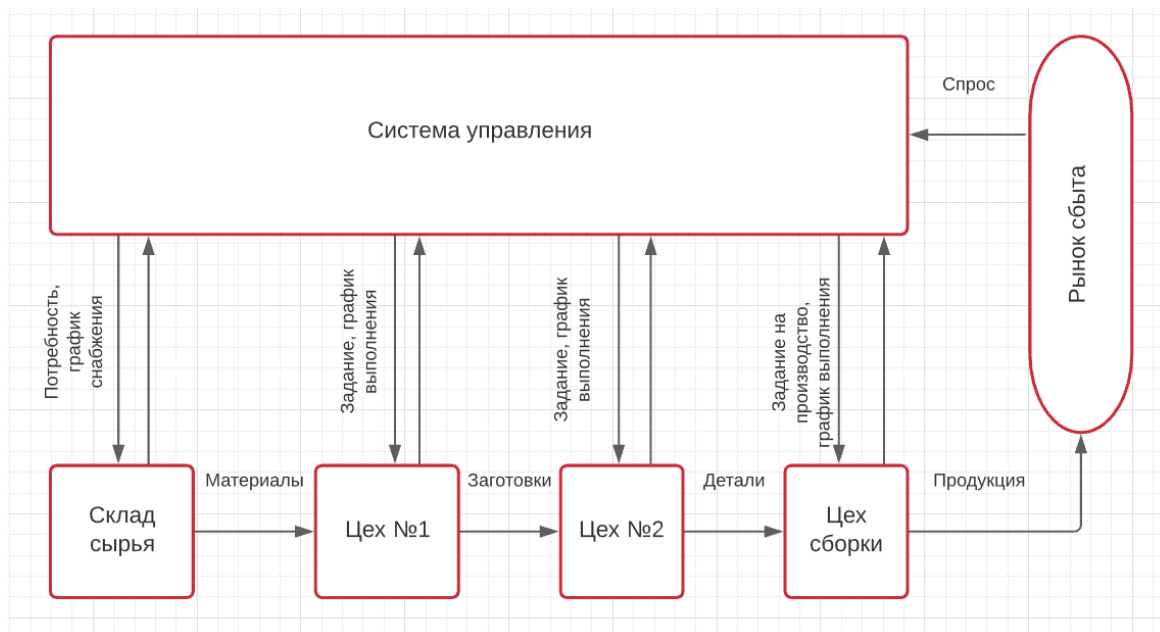 Спрос
Система управления
Рынок сбыта
Потребность,
график
снабжения
Задание, график
выполнения
Задание, график
выполнения
Задание на
производство,
график выполнения
Материалы
Заготовки
Детали
Продукция
Склад
сырья
Цех №1
Цех №2
Цех
сборки